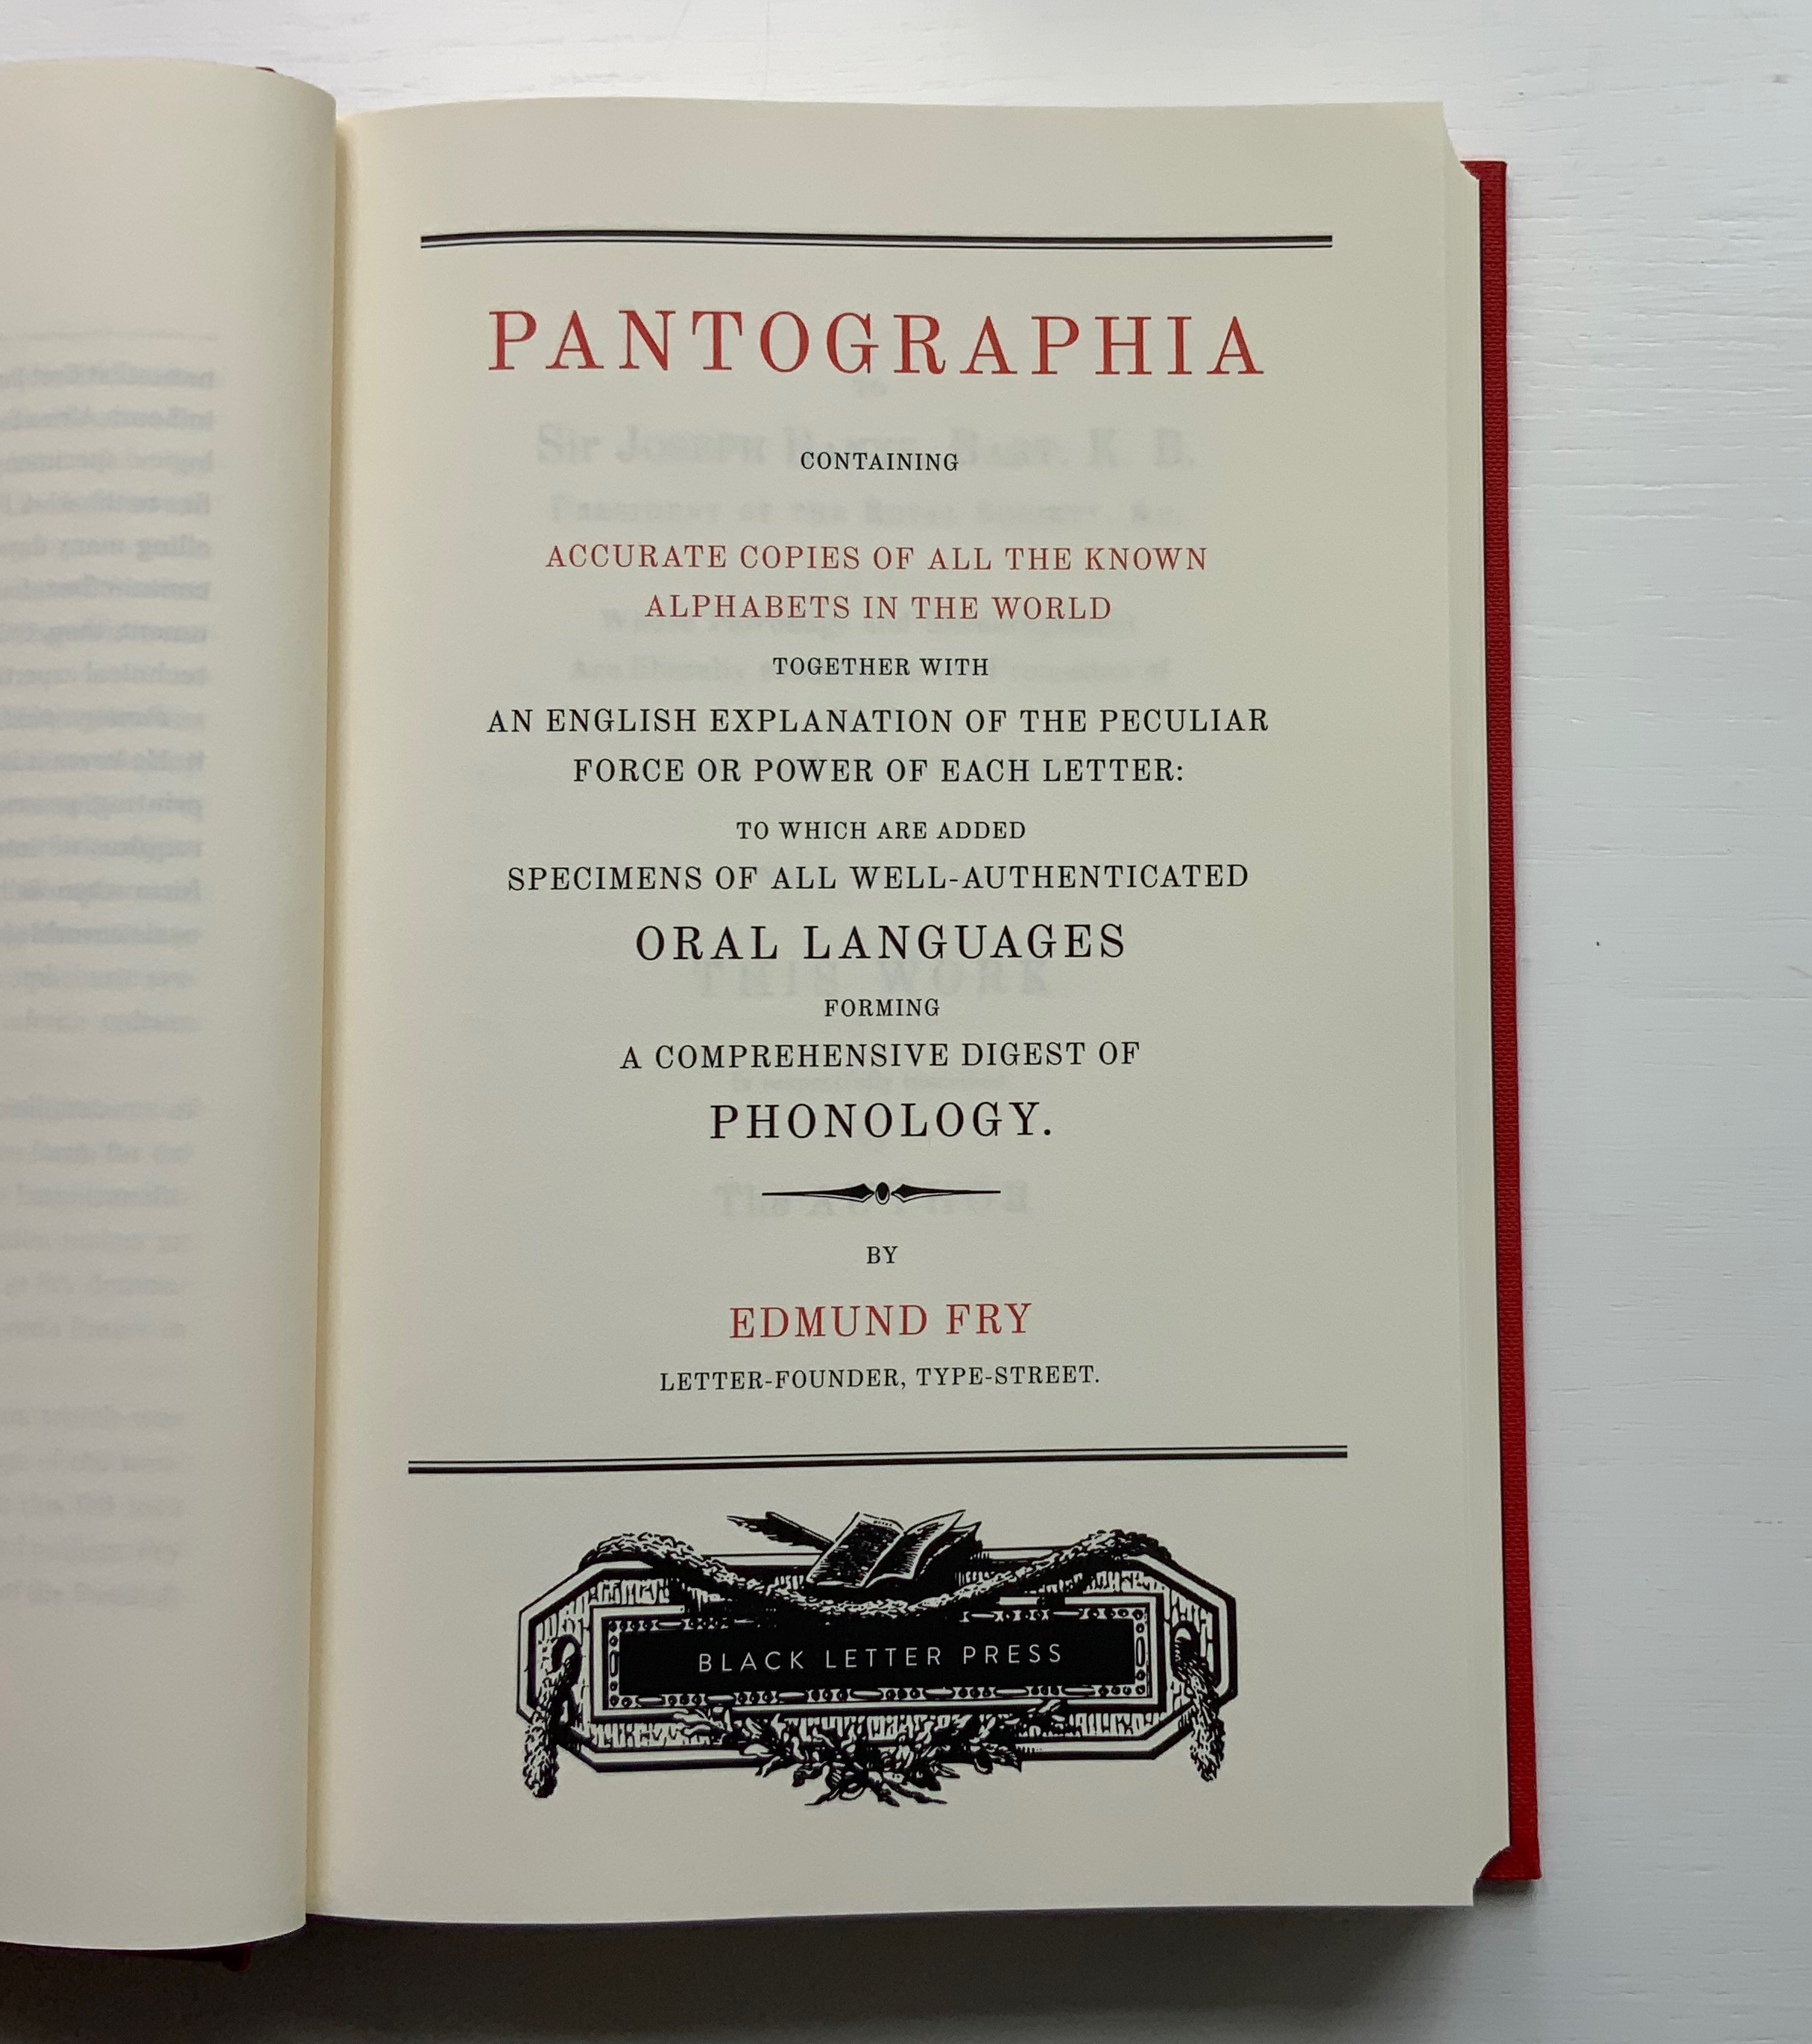 PANTOGRAPHIA
CONTAINING
ACCURATE COPIES OF ALL THE KNOWN
ALPHABETS IN THE WORLD
TOGETHER WITH
AN ENGLISH EXPLANATION OF THE PECULIAR
FORCE OR POWER OF EACH LETTER:
TO WHICH ARE ADDED
SPECIMENS OF ALL WELL-AUTHENTICATED
ORAL LANGUAGES
FORMING
A COMPREHENSIVE DIGEST OF
PHONOLOGY.
BY
EDMUND FRY
LETTER-FOUNDER, TYPE-STREET.
BLACK LETTER PRESS